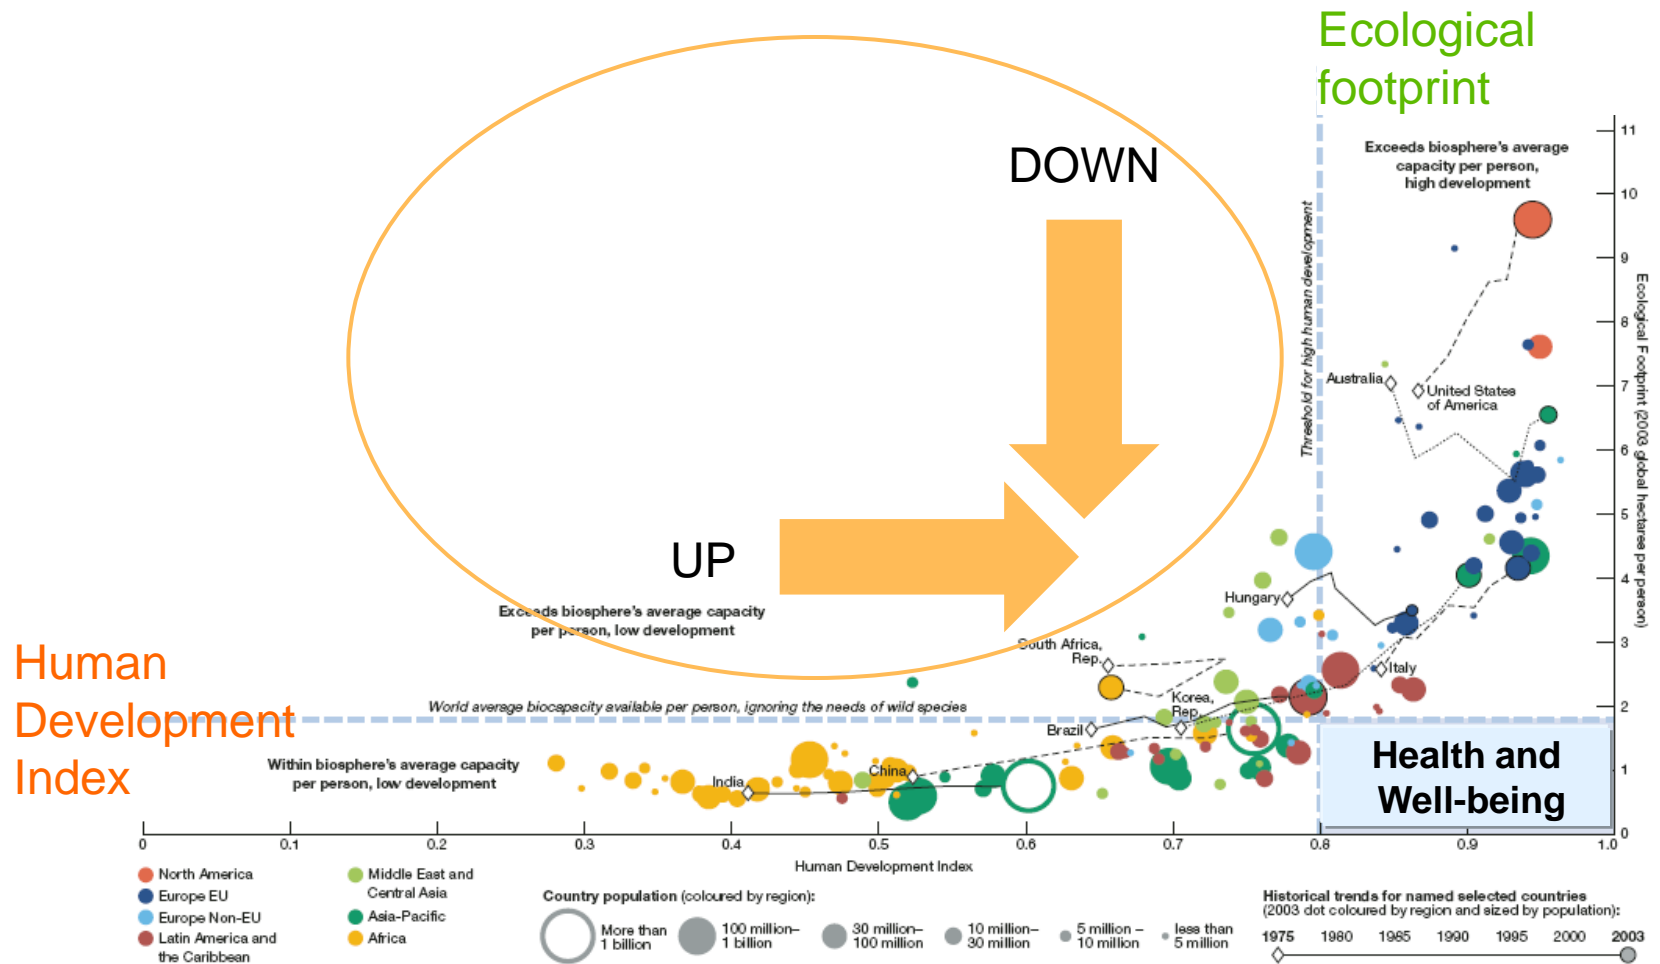 Ecological
footprint
DOWN
UP
Human
Development
Index
Health and
Well-being
Exceeds biosphere's average
capacity per person,
high development
Threshold for high human development
Australia
United States
of America
Hungary
Italy
Exceeds biosphere's average capacity
per person, low development
South Africa,
Rep.
Korea,
Rep.
Brazil
World average biocapacity available per person, ignoring the needs of wild species
Within biosphere's average capacity
per person, low development
India
China
11
10
9
8
7
6
5
4
3
2
1
0
Ecological Footprint (2003 global hectares per person)
0
0.1
0.2
0.3
0.4
0.5
0.6
0.7
0.8
0.9
1.0
Human Development Index
North America
Europe EU
Europe Non-EU
Latin America and
the Caribbean
Middle East and
Central Asia
Asia-Pacific
Africa
Country population (coloured by region):
More than
1 billion
100 million–
1 billion
30 million–
100 million
10 million–
30 million
5 million –
10 million
less than
5 million
Historical trends for named selected countries
(2003 dot coloured by region and sized by population):
1975 1980 1985 1990 1995 2000 2003